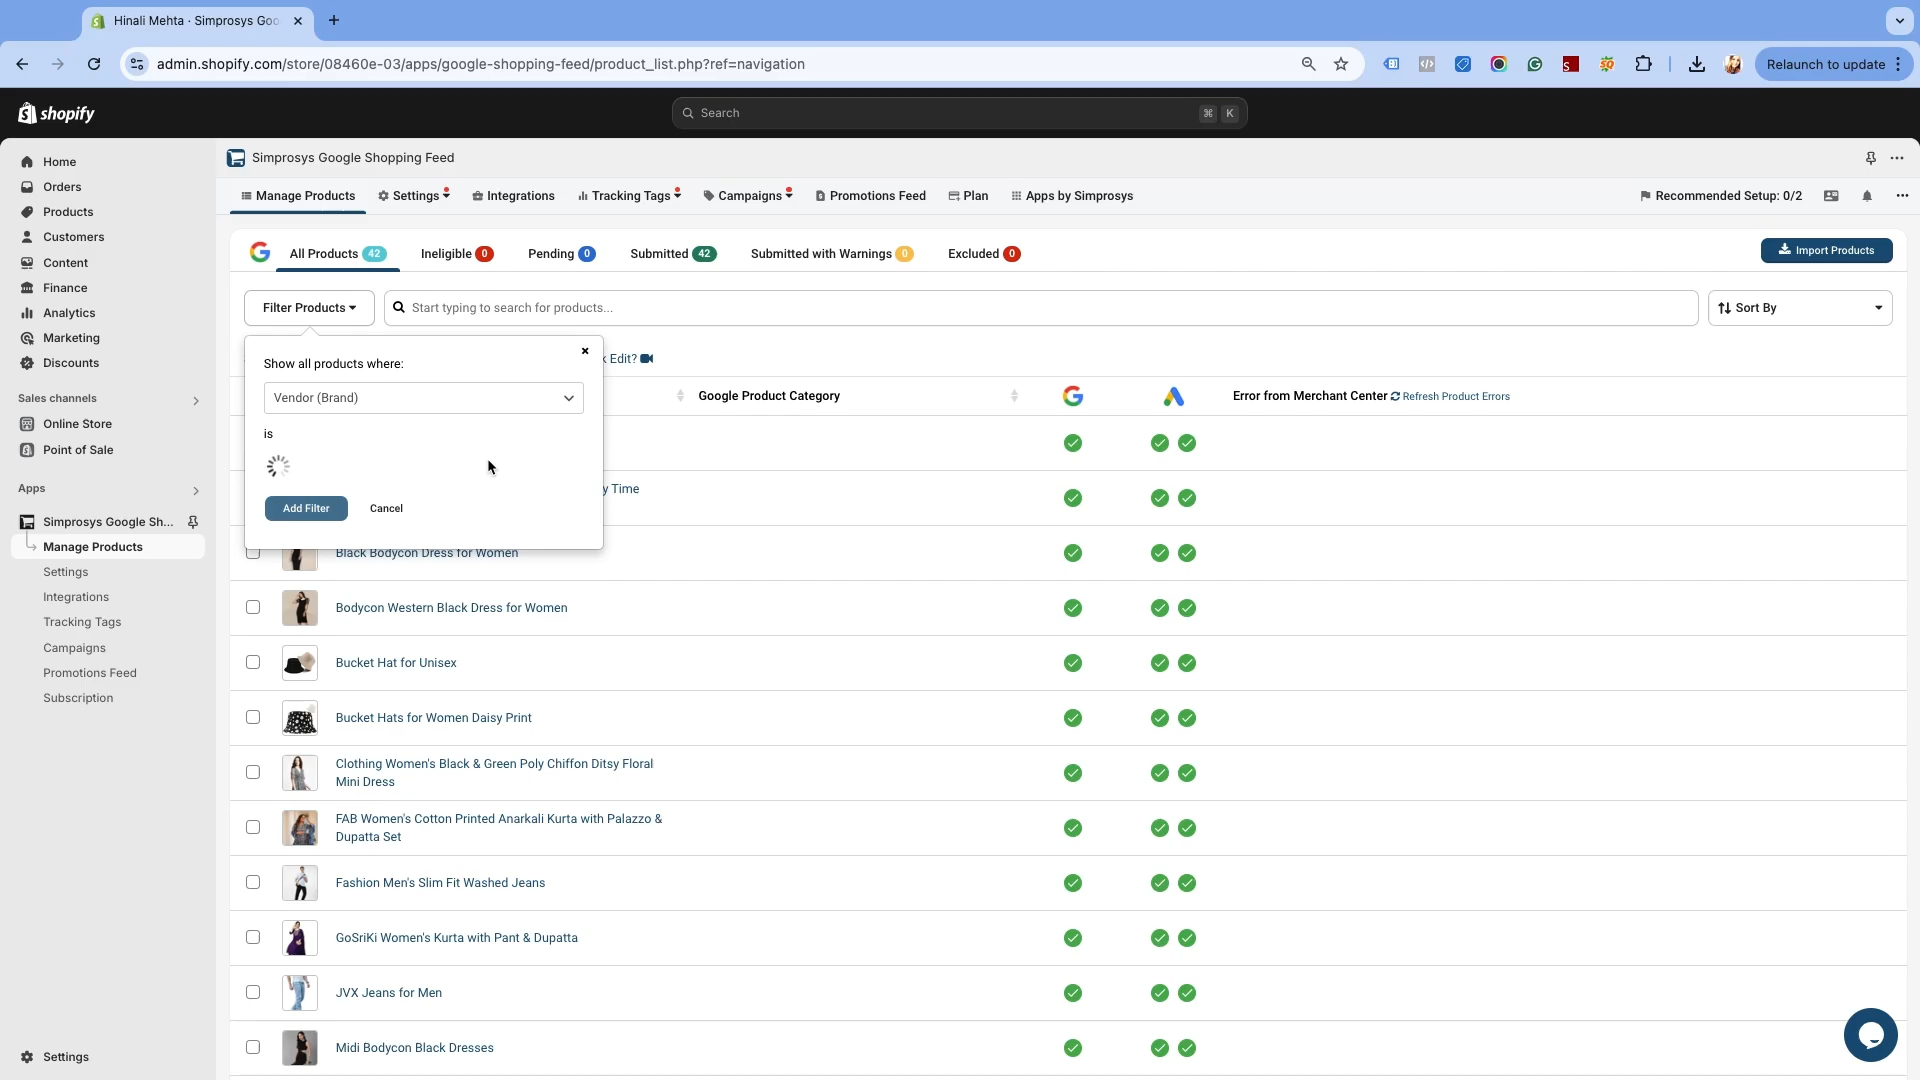 Hinali Mehta · Simprosys Goo
admin.shopify.com/store/08460e-03/apps/google-shopping-feed/product_list.php?ref=navigation
Relaunch to update
shopify
Search
⌘ K
Home
Orders
Products
Customers
Content
Finance
Analytics
Marketing
Discounts
Sales channels
Online Store
Point of Sale
Apps
Simprosys Google Sh...
Manage Products
Settings
Integrations
Tracking Tags
Campaigns
Promotions Feed
Subscription
Settings
Simprosys Google Shopping Feed
Manage Products Settings Integrations Tracking Tags Campaigns Promotions Feed Plan Apps by Simprosys Recommended Setup: 0/2
All Products 42 Ineligible 0 Pending 0 Submitted 42 Submitted with Warnings 0 Excluded 0 Import Products
Filter Products Start typing to search for products... Sort By
Show all products where:
Vendor (Brand)
is
Add Filter Cancel
k Edit?
Google Product Category Error from Merchant Center Refresh Product Errors
y Time
Black Bodycon Dress for Women
Bodycon Western Black Dress for Women
Bucket Hat for Unisex
Bucket Hats for Women Daisy Print
Clothing Women's Black & Green Poly Chiffon Ditsy Floral
Mini Dress
FAB Women's Cotton Printed Anarkali Kurta with Palazzo &
Dupatta Set
Fashion Men's Slim Fit Washed Jeans
GoSriKi Women's Kurta with Pant & Dupatta
JVX Jeans for Men
Midi Bodycon Black Dresses